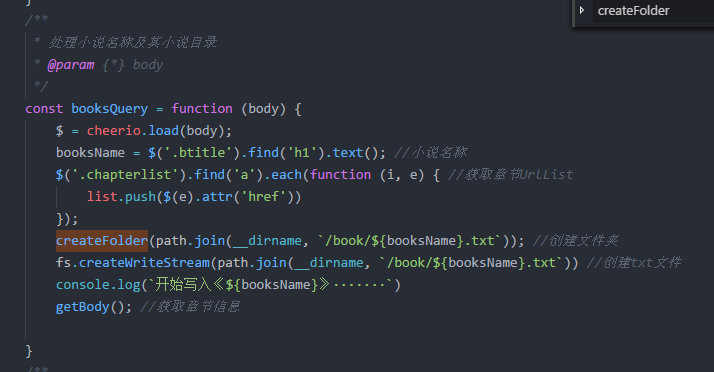 }
createFolder
/**
 * 处理小说名称及其小说目录
 * @param {*} body
 */
const booksQuery = function (body) {
    $ = cheerio.load(body);
    booksName = $('.btitle').find('h1').text(); //小说名称
    $('.chapterlist').find('a').each(function (i, e) { //获取章节UrlList
        list.push($(e).attr('href'))
    });
    createFolder(path.join(__dirname, `/book/${booksName}.txt`)); //创建文件夹
    fs.createWriteStream(path.join(__dirname, `/book/${booksName}.txt`)) //创建txt文件
    console.log(`开始写入《${booksName}》·······`)
    getBody(); //获取章节信息
}
/**